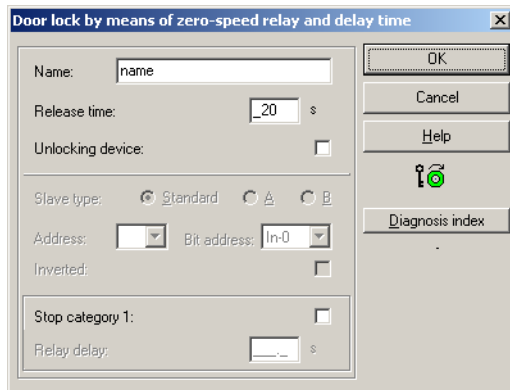 Door lock by means of zero-speed relay and delay time
OK
Name: name
Cancel
Release time: _20 s
Help
Unlocking device:
Slave type: Standard A B
Diagnosis index
Address: Bit address: In-0
-
Inverted:
Stop category 1:
Relay delay: ___._ s